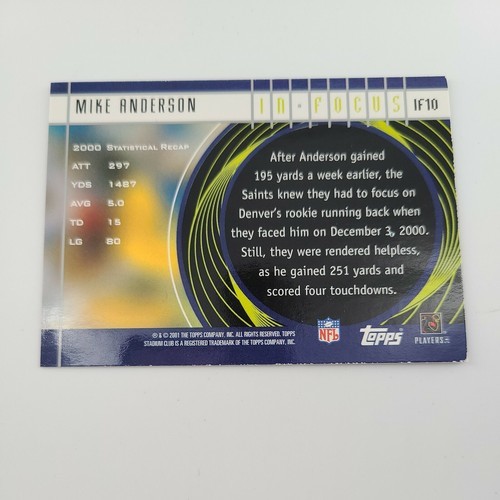 MIKE ANDERSON
IN·FOCUS
IF10
2000 STATISTICAL RECAP
ATT 297
YDS 1487
AVG 5.0
TD 15
LG 80
After Anderson gained
195 yards a week earlier, the
Saints knew they had to focus on
Denver's rookie running back when
they faced him on December 3, 2000.
Still, they were rendered helpless,
as he gained 251 yards and
scored four touchdowns.
® & © 2001 THE TOPPS COMPANY, INC. ALL RIGHTS RESERVED. TOPPS
STADIUM CLUB IS A REGISTERED TRADEMARK OF THE TOPPS COMPANY, INC.
NFL
Topps
PLAYERS